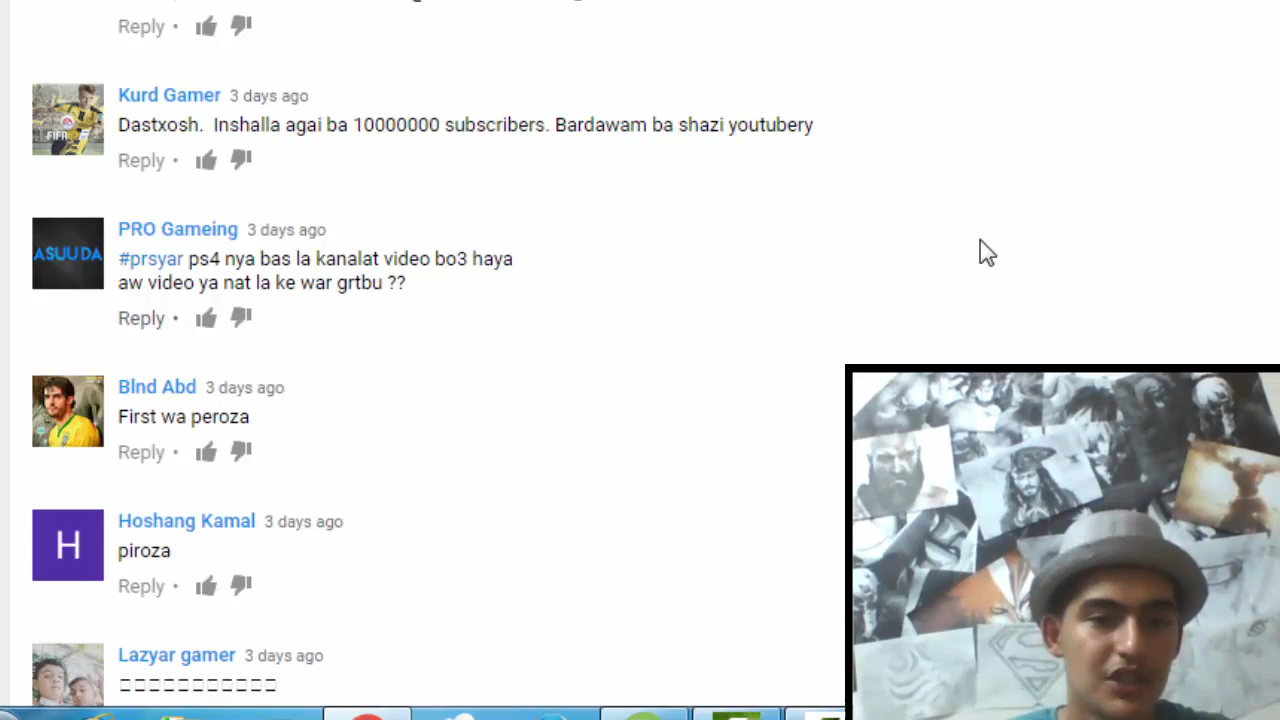 Reply •
Kurd Gamer 3 days ago
Dastxosh. Inshalla agai ba 10000000 subscribers. Bardawam ba shazi youtubery
Reply •
PRO Gameing 3 days ago
ASUUDA
#prsyar ps4 nya bas la kanalat video bo3 haya
aw video ya nat la ke war grtbu ??
Reply •
Blnd Abd 3 days ago
First wa peroza
Reply •
Hoshang Kamal 3 days ago
H
piroza
Reply •
Lazyar gamer 3 days ago